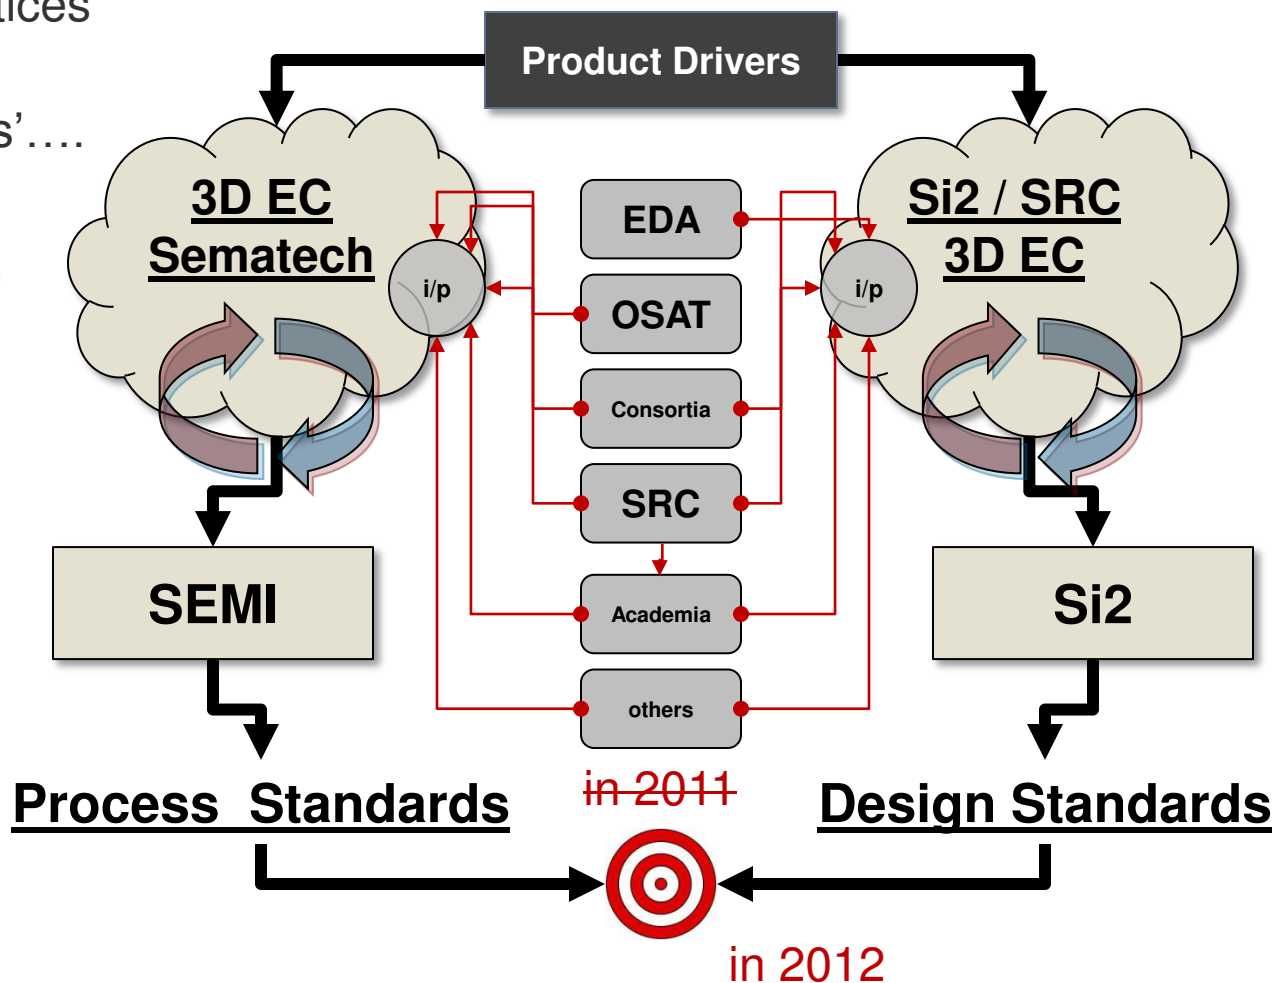 Product Drivers
3D EC
Sematech
i/p
EDA
OSAT
Consortia
SRC
Academia
others
Si2 / SRC
3D EC
i/p
SEMI
Si2
in 2011
Process Standards
Design Standards
in 2012